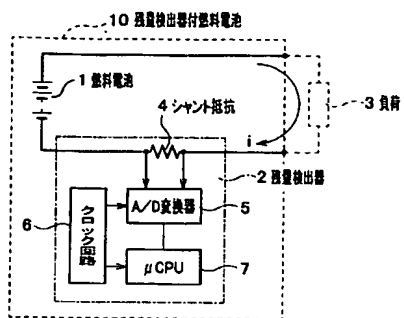 10 残量検出器付燃料電池
1 燃料電池
4 シャント抵抗
i
3 負荷
2 残量検出器
A/D変換器
5
6
クロック回路
μCPU
7